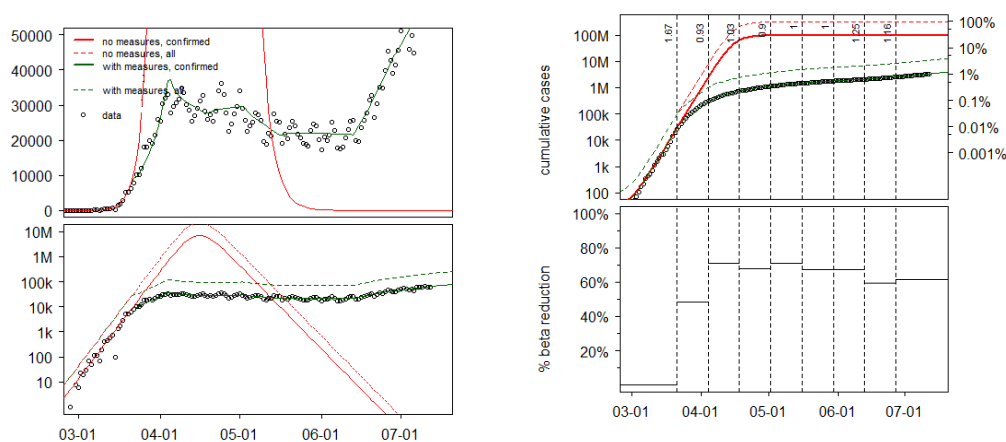 50000
40000
30000
20000
10000
0
no measures, confirmed
no measures, all
with measures, confirmed
with measures, all
data
10M
1M
100k
10k
1k
100
10
03-01 04-01 05-01 06-01 07-01
cumulative cases
100M
10M
1M
100k
10k
1k
100
1.67
0.93
1.03
0.9
1
1
1.25
1.16
100%
10%
1%
0.1%
0.01%
0.001%
% beta reduction
100%
80%
60%
40%
20%
03-01 04-01 05-01 06-01 07-01